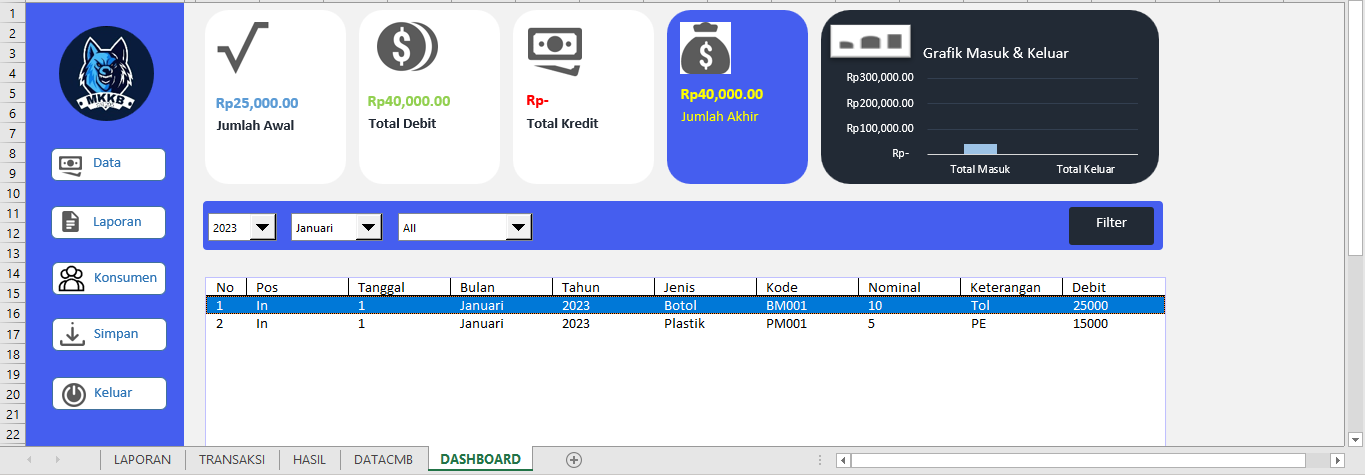 1
2
3
4
5
6
7
8
9
10
11
12
13
14
15
16
17
18
19
20
21
22
MKKB
Data
Laporan
Konsumen
Simpan
Keluar
Rp25,000.00
Jumlah Awal
Rp40,000.00
Total Debit
Rp-
Total Kredit
Rp40,000.00
Jumlah Akhir
Grafik Masuk & Keluar
Rp300,000.00
Rp200,000.00
Rp100,000.00
Rp-
Total Masuk Total Keluar
2023 Januari All Filter
No Pos Tanggal Bulan Tahun Jenis Kode Nominal Keterangan Debit
1 In 1 Januari 2023 Botol BM001 10 Tol 25000
2 In 1 Januari 2023 Plastik PM001 5 PE 15000
LAPORAN TRANSAKSI HASIL DATACMB DASHBOARD